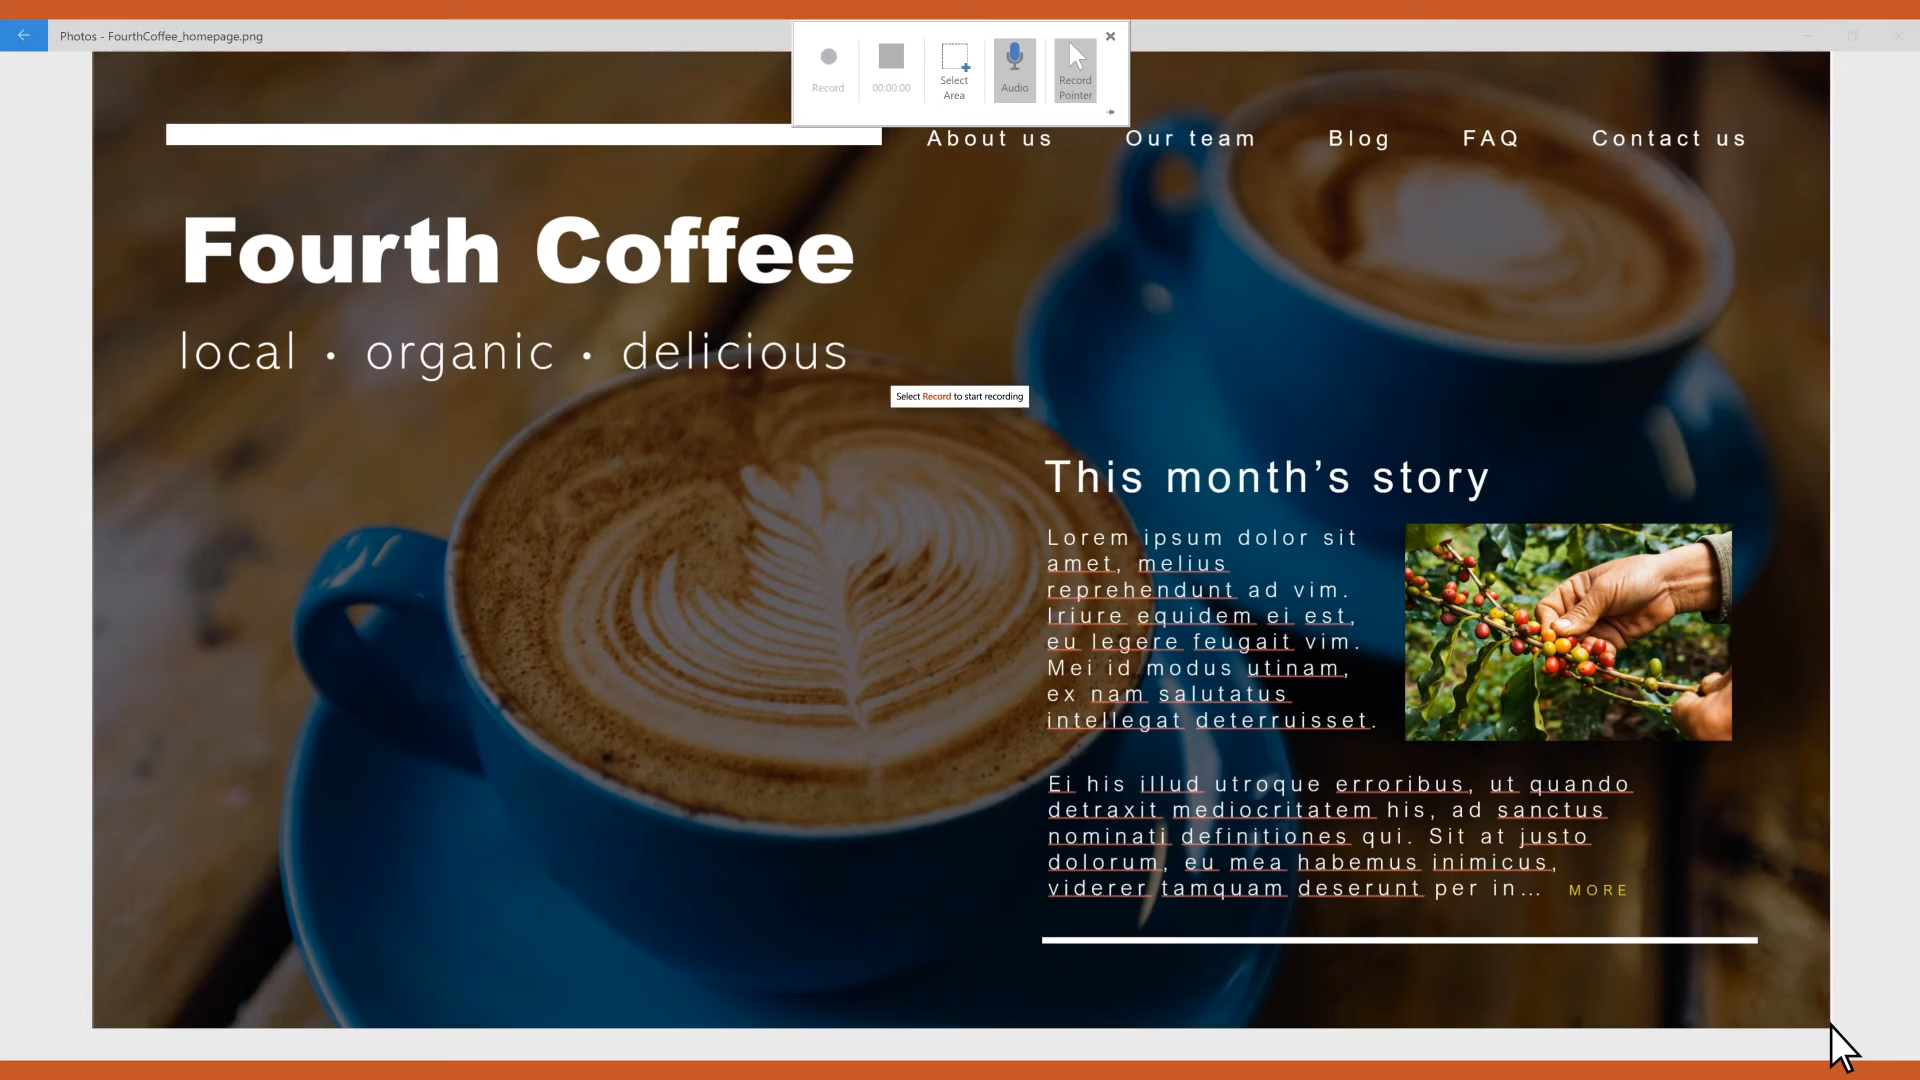 Photos - FourthCoffee_homepage.png
Record
00:00:00
Select
Area
Audio
Record
Pointer
About us
Our team
Blog
FAQ
Contact us
Fourth Coffee
local • organic • delicious
Select Record to start recording
This month’s story
Lorem ipsum dolor sit
amet, melius
reprehendunt ad vim.
Iriure equidem ei est,
eu legere feugait vim.
Mei id modus utinam,
ex nam salutatus
intellegat deterruisset.
Ei his illud utroque erroribus, ut quando
detraxit mediocritatem his, ad sanctus
nominati definitiones qui. Sit at justo
dolorum, eu mea habemus inimicus,
viderer tamquam deserunt per in… MORE